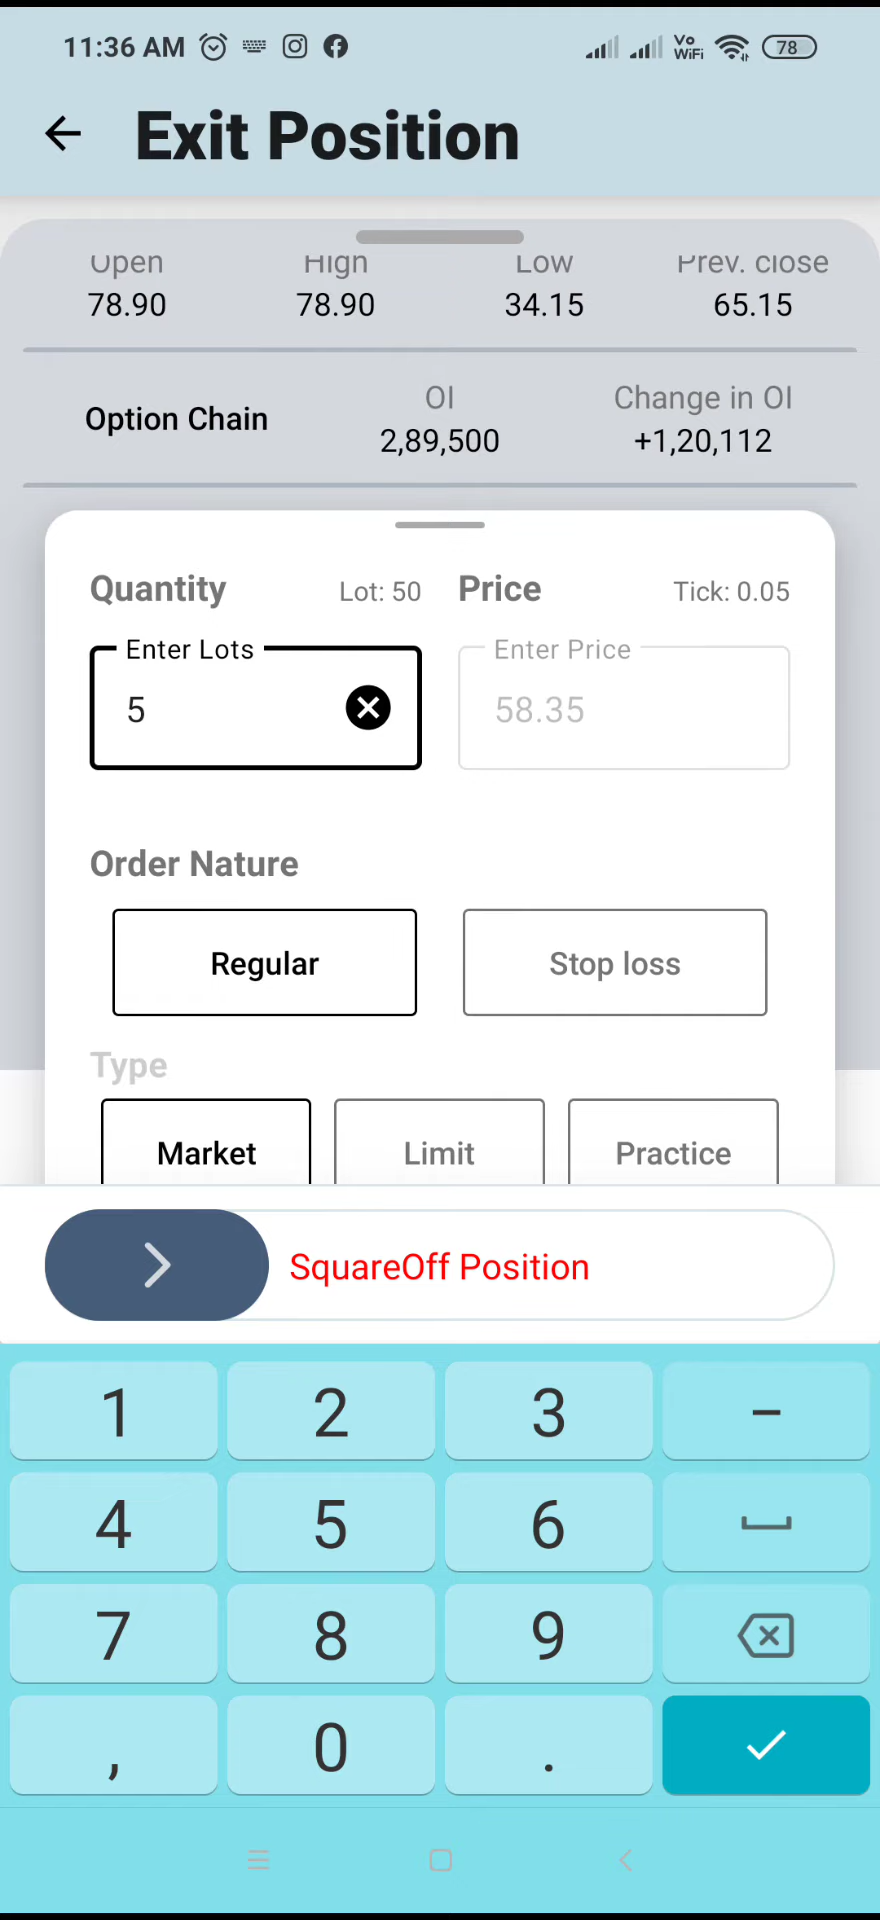 11:36 AM Vo WiFi 78
Exit Position
Open High Low Prev. close
78.90 78.90 34.15 65.15
Option Chain OI Change in OI
2,89,500 +1,20,112
Quantity Lot: 50 Price Tick: 0.05
Enter Lots Enter Price
5 58.35
Order Nature
Regular Stop loss
Type
Market Limit Practice
SquareOff Position
1 2 3 –
4 5 6
7 8 9
, 0 .